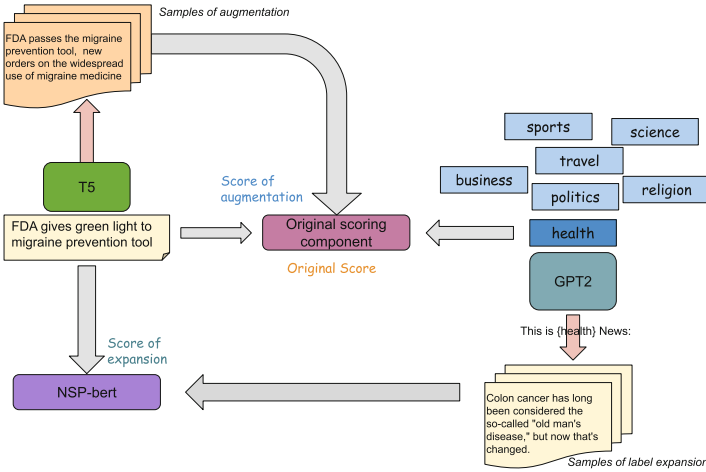 Samples of augmentation
FDA passes the migraine
prevention tool, new
orders on the widespread
use of migraine medicine
T5
FDA gives green light to
migraine prevention tool
Score of
augmentation
Original scoring
component
Original Score
sports
science
travel
business
politics
religion
health
GPT2
This is {health} News:
Score of
expansion
NSP-bert
Colon cancer has long
been considered the
so-called "old man's
disease," but now that's
changed.
Samples of label expansion